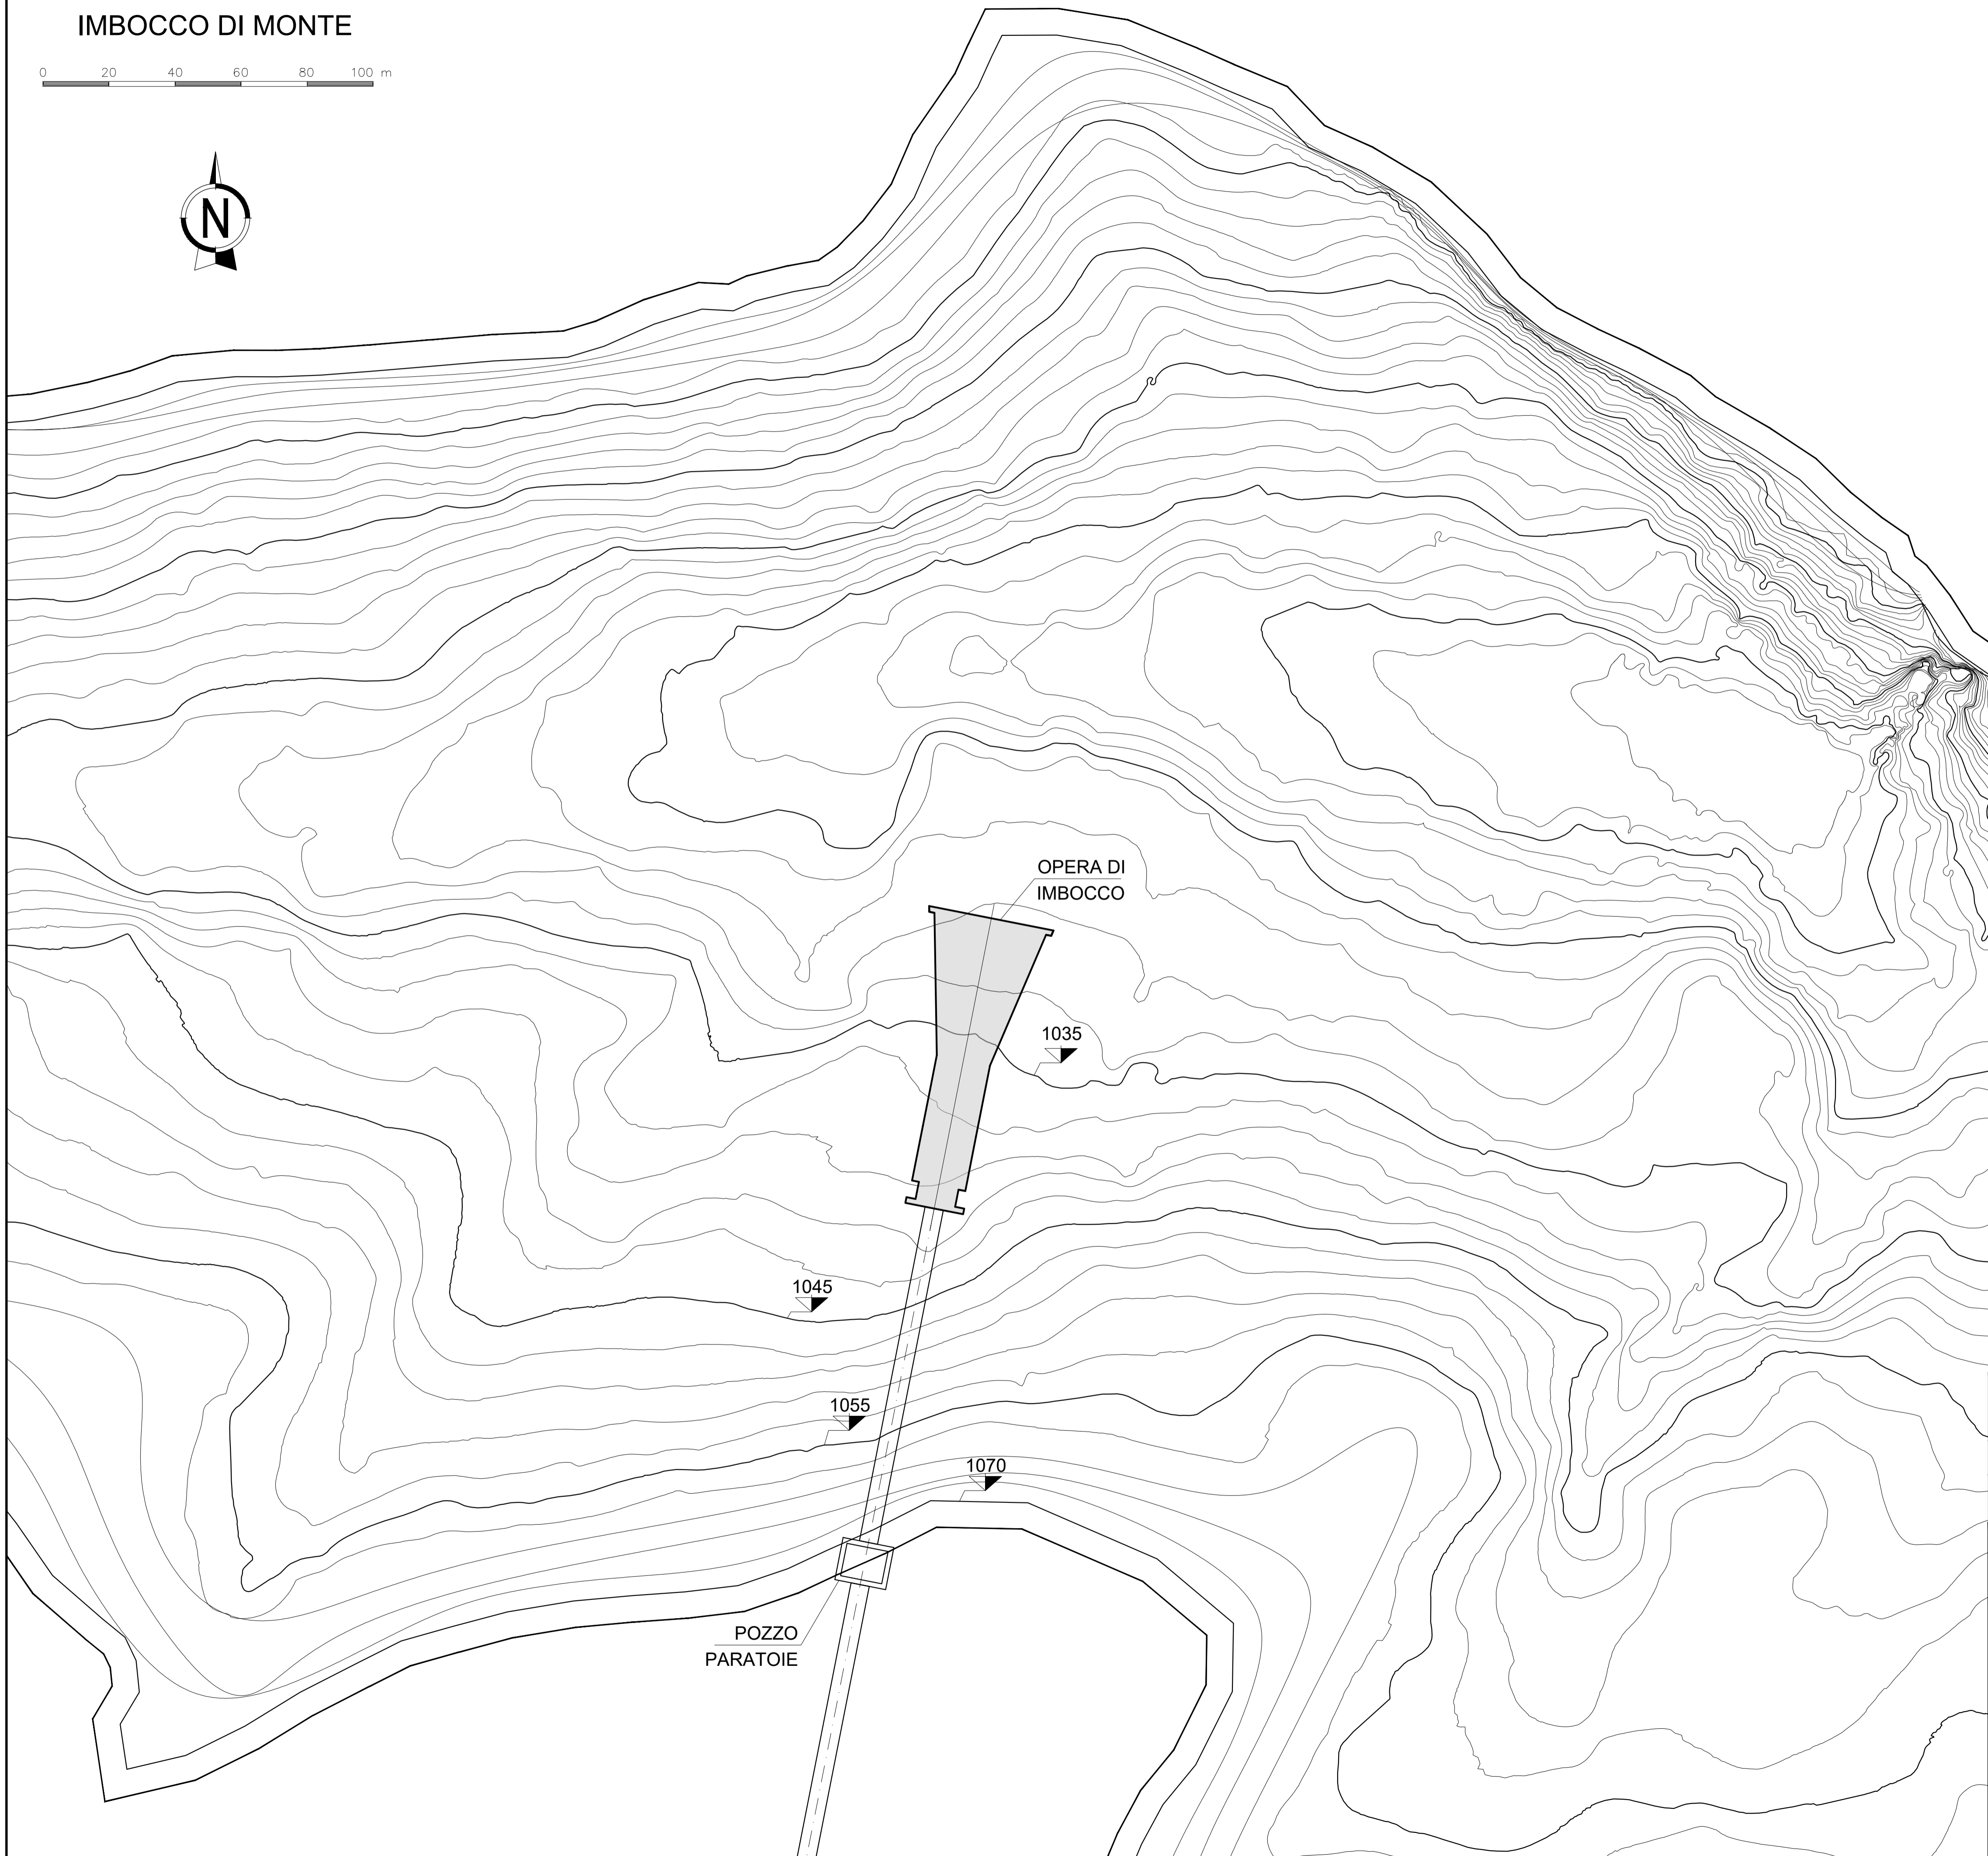 IMBOCCO DI MONTE
0 20 40 60 80 100 m
N
OPERA DI
IMBOCCO
1035
1045
1055
1070
POZZO
PARATOIE